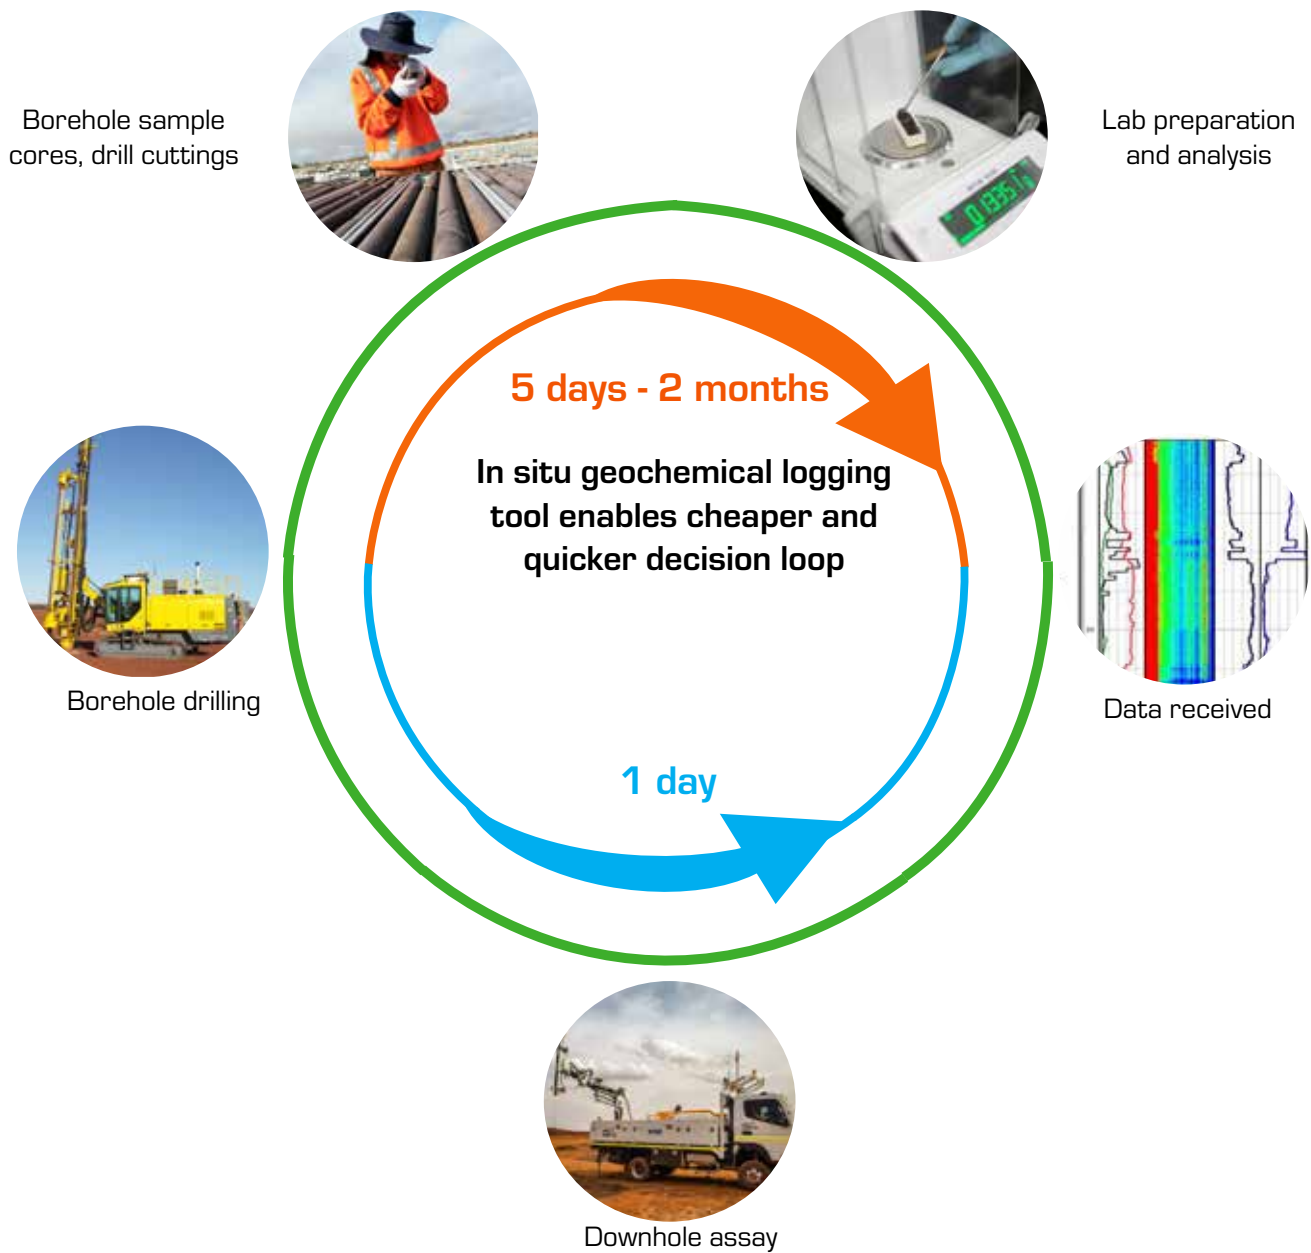 Borehole sample
cores, drill cuttings
Lab preparation
and analysis
5 days - 2 months
In situ geochemical logging
tool enables cheaper and
quicker decision loop
Borehole drilling
Data received
1 day
Downhole assay